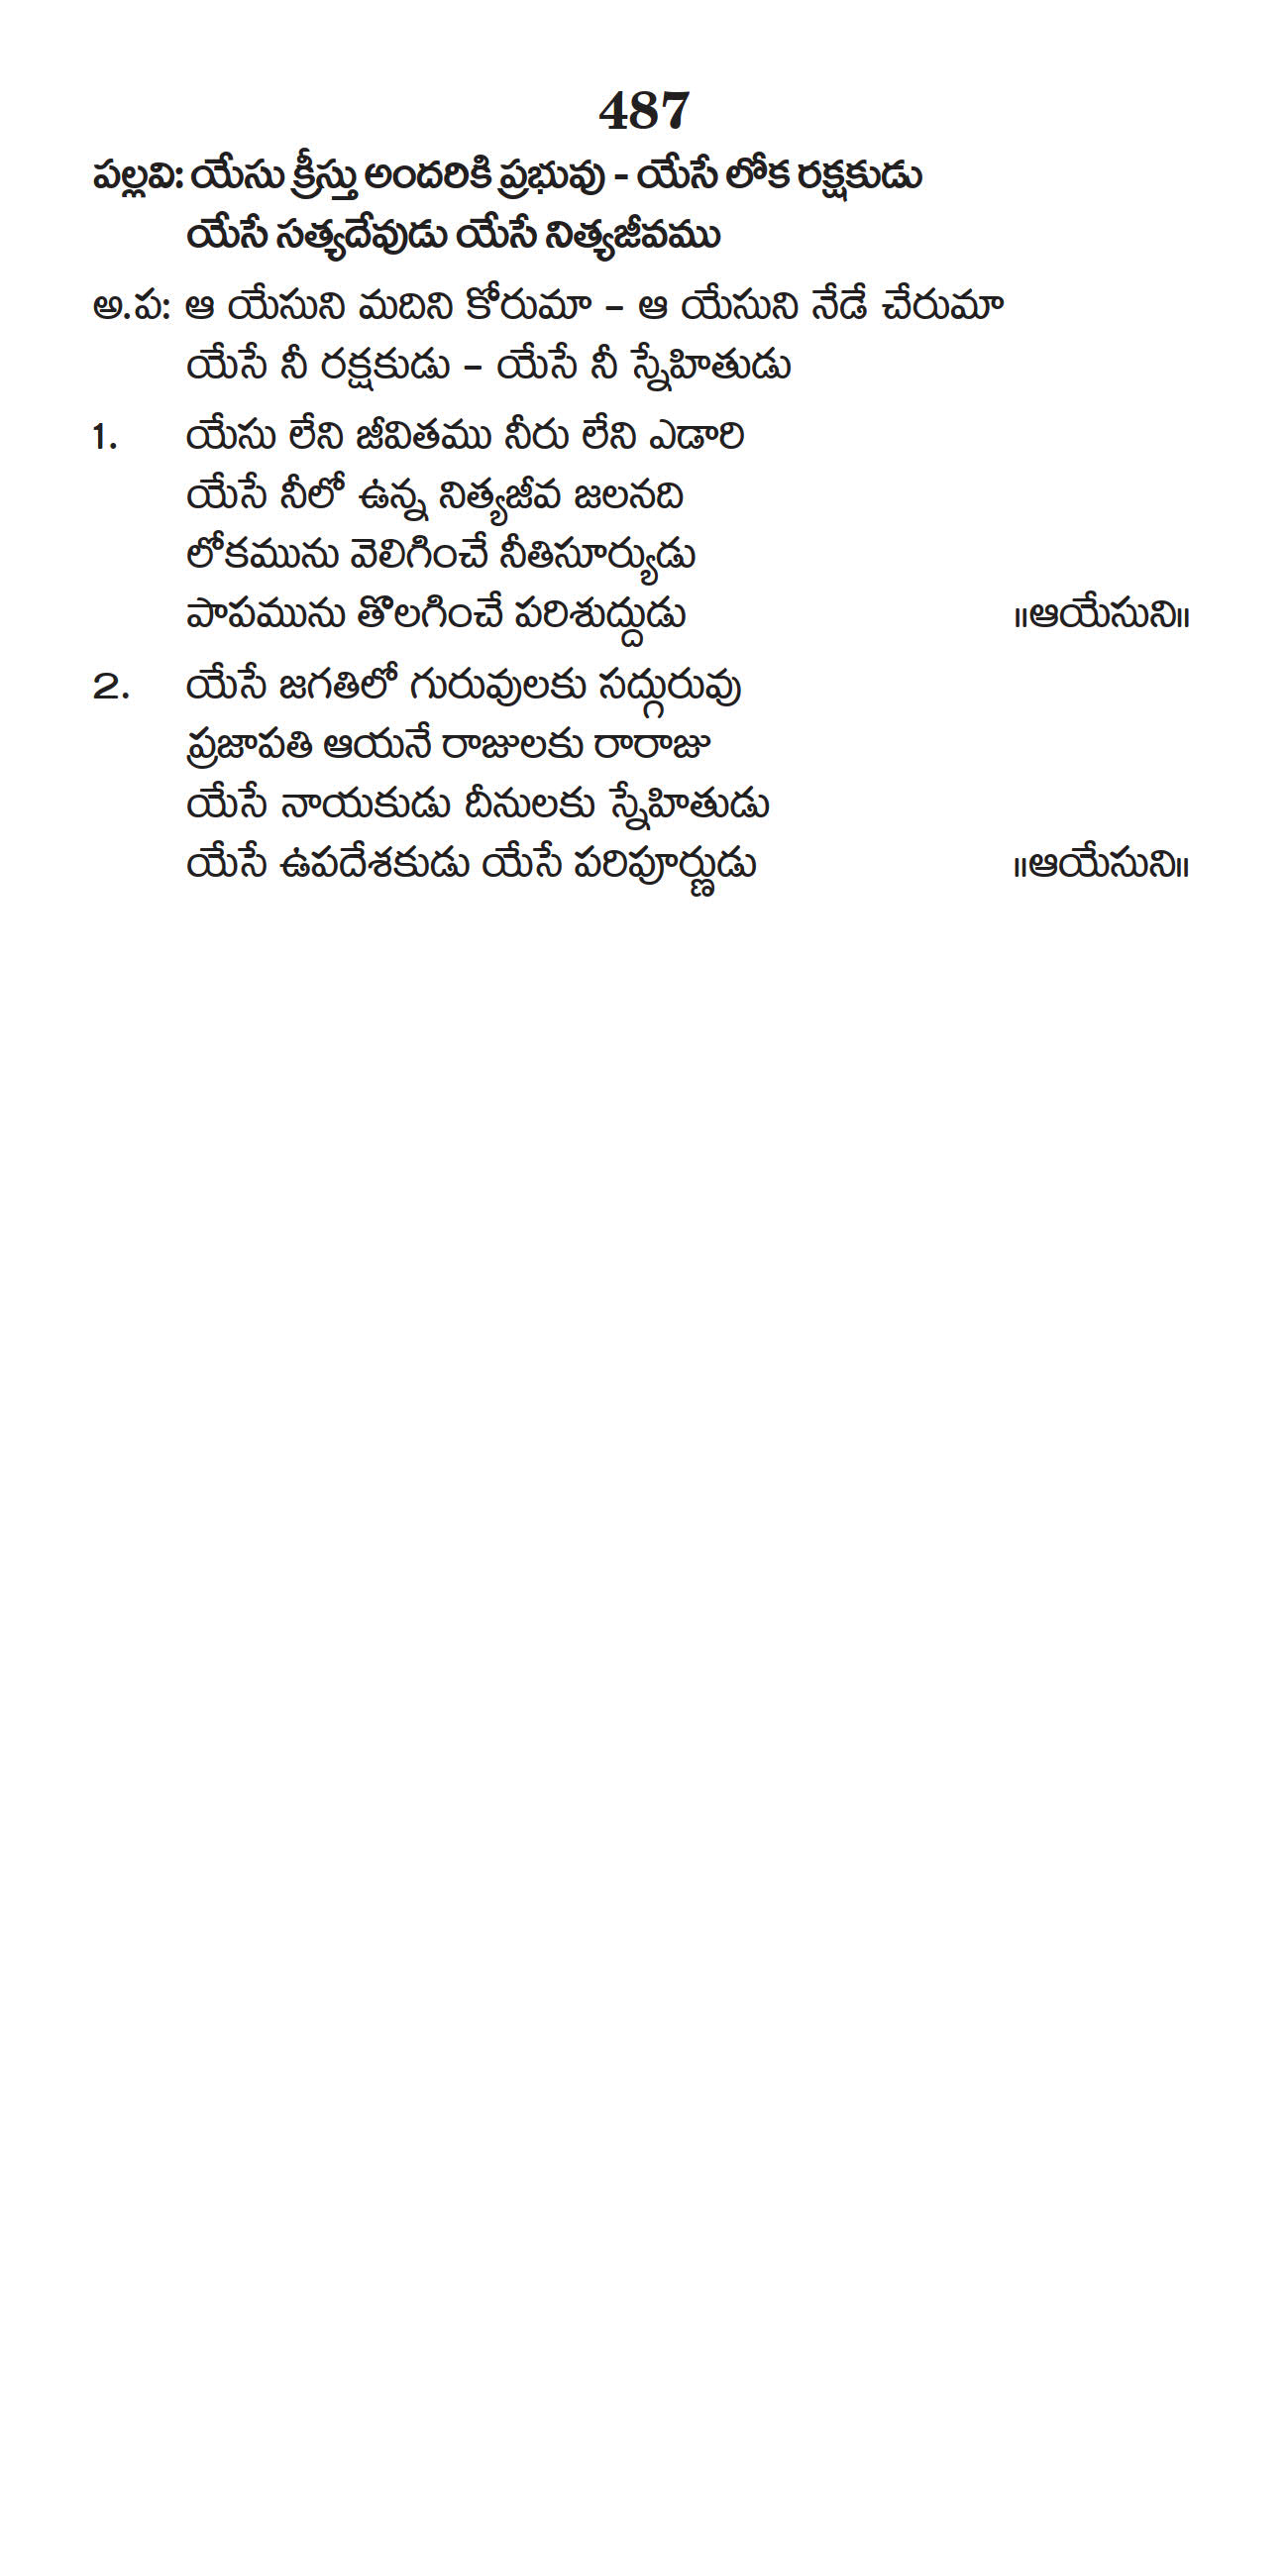 487
పల్లవి: యేసు క్రీస్తు అందరికి ప్రభువు - యేసే లోక రక్షకుడు
యేసే సత్యదేవుడు యేసే నిత్యజీవము
అ.ప: ఆ యేసుని మదిని కోరుమా – ఆ యేసుని నేడే చేరుమా
యేసే నీ రక్షకుడు – యేసే నీ స్నేహితుడు
1. యేసు లేని జీవితము నీరు లేని ఎడారి
యేసే నీలో ఉన్న నిత్యజీవ జలనది
లోకమును వెలిగించే నీతిసూర్యుడు
పాపమును తొలగించే పరిశుద్దుడు ॥ఆయేసుని॥
2. యేసే జగతిలో గురువులకు సద్గురువు
ప్రజాపతి ఆయనే రాజులకు రారాజు
యేసే నాయకుడు దీనులకు స్నేహితుడు
యేసే ఉపదేశకుడు యేసే పరిపూర్ణుడు ॥ఆయేసుని॥